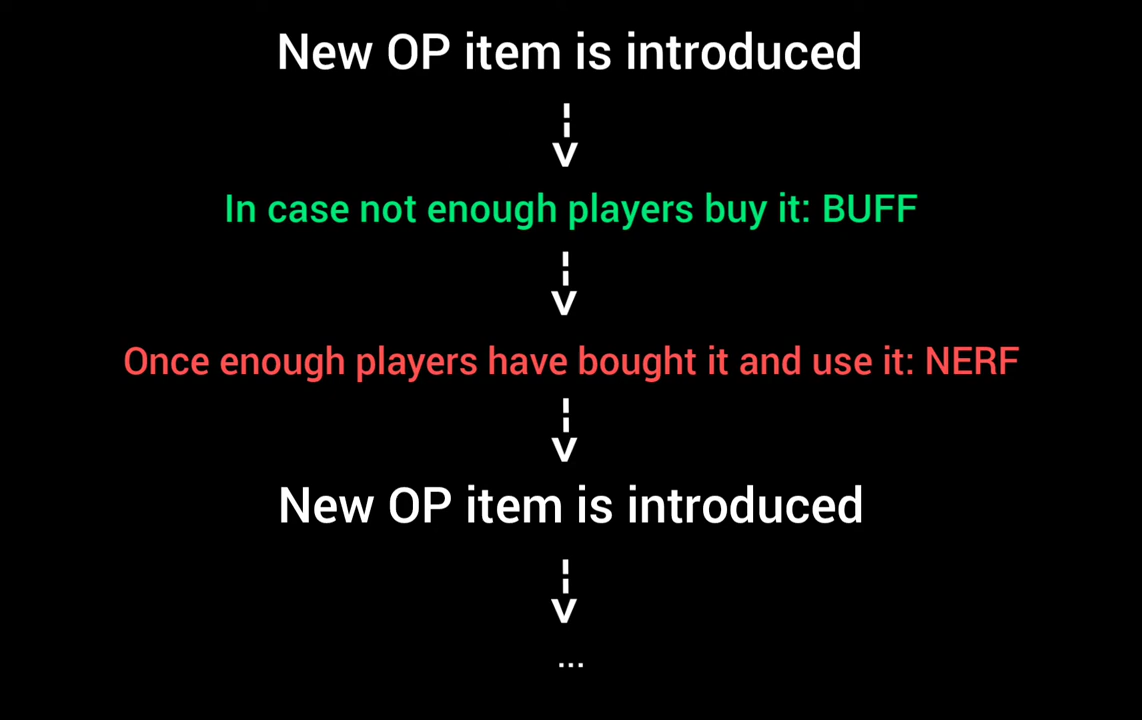 New OP item is introduced
In case not enough players buy it: BUFF
Once enough players have bought it and use it: NERF
New OP item is introduced
...